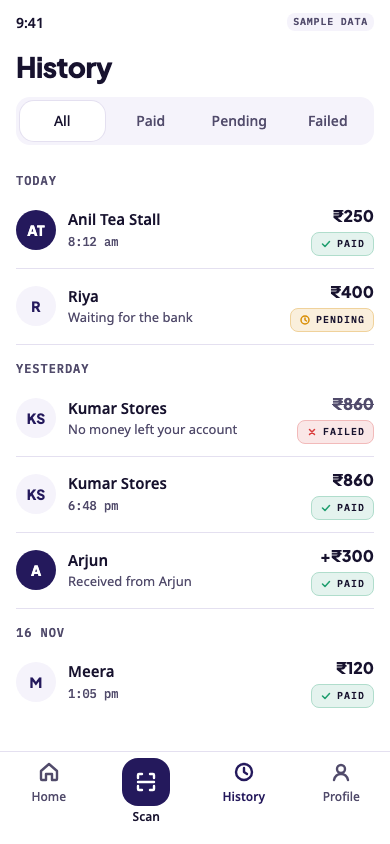 9:41
SAMPLE DATA
History
All
Paid
Pending
Failed
TODAY
AT
Anil Tea Stall
8:12 am
₹250
PAID
R
Riya
Waiting for the bank
₹400
PENDING
YESTERDAY
KS
Kumar Stores
No money left your account
₹860
FAILED
KS
Kumar Stores
6:48 pm
₹860
PAID
A
Arjun
Received from Arjun
+₹300
PAID
16 NOV
M
Meera
1:05 pm
₹120
PAID
Home
Scan
History
Profile